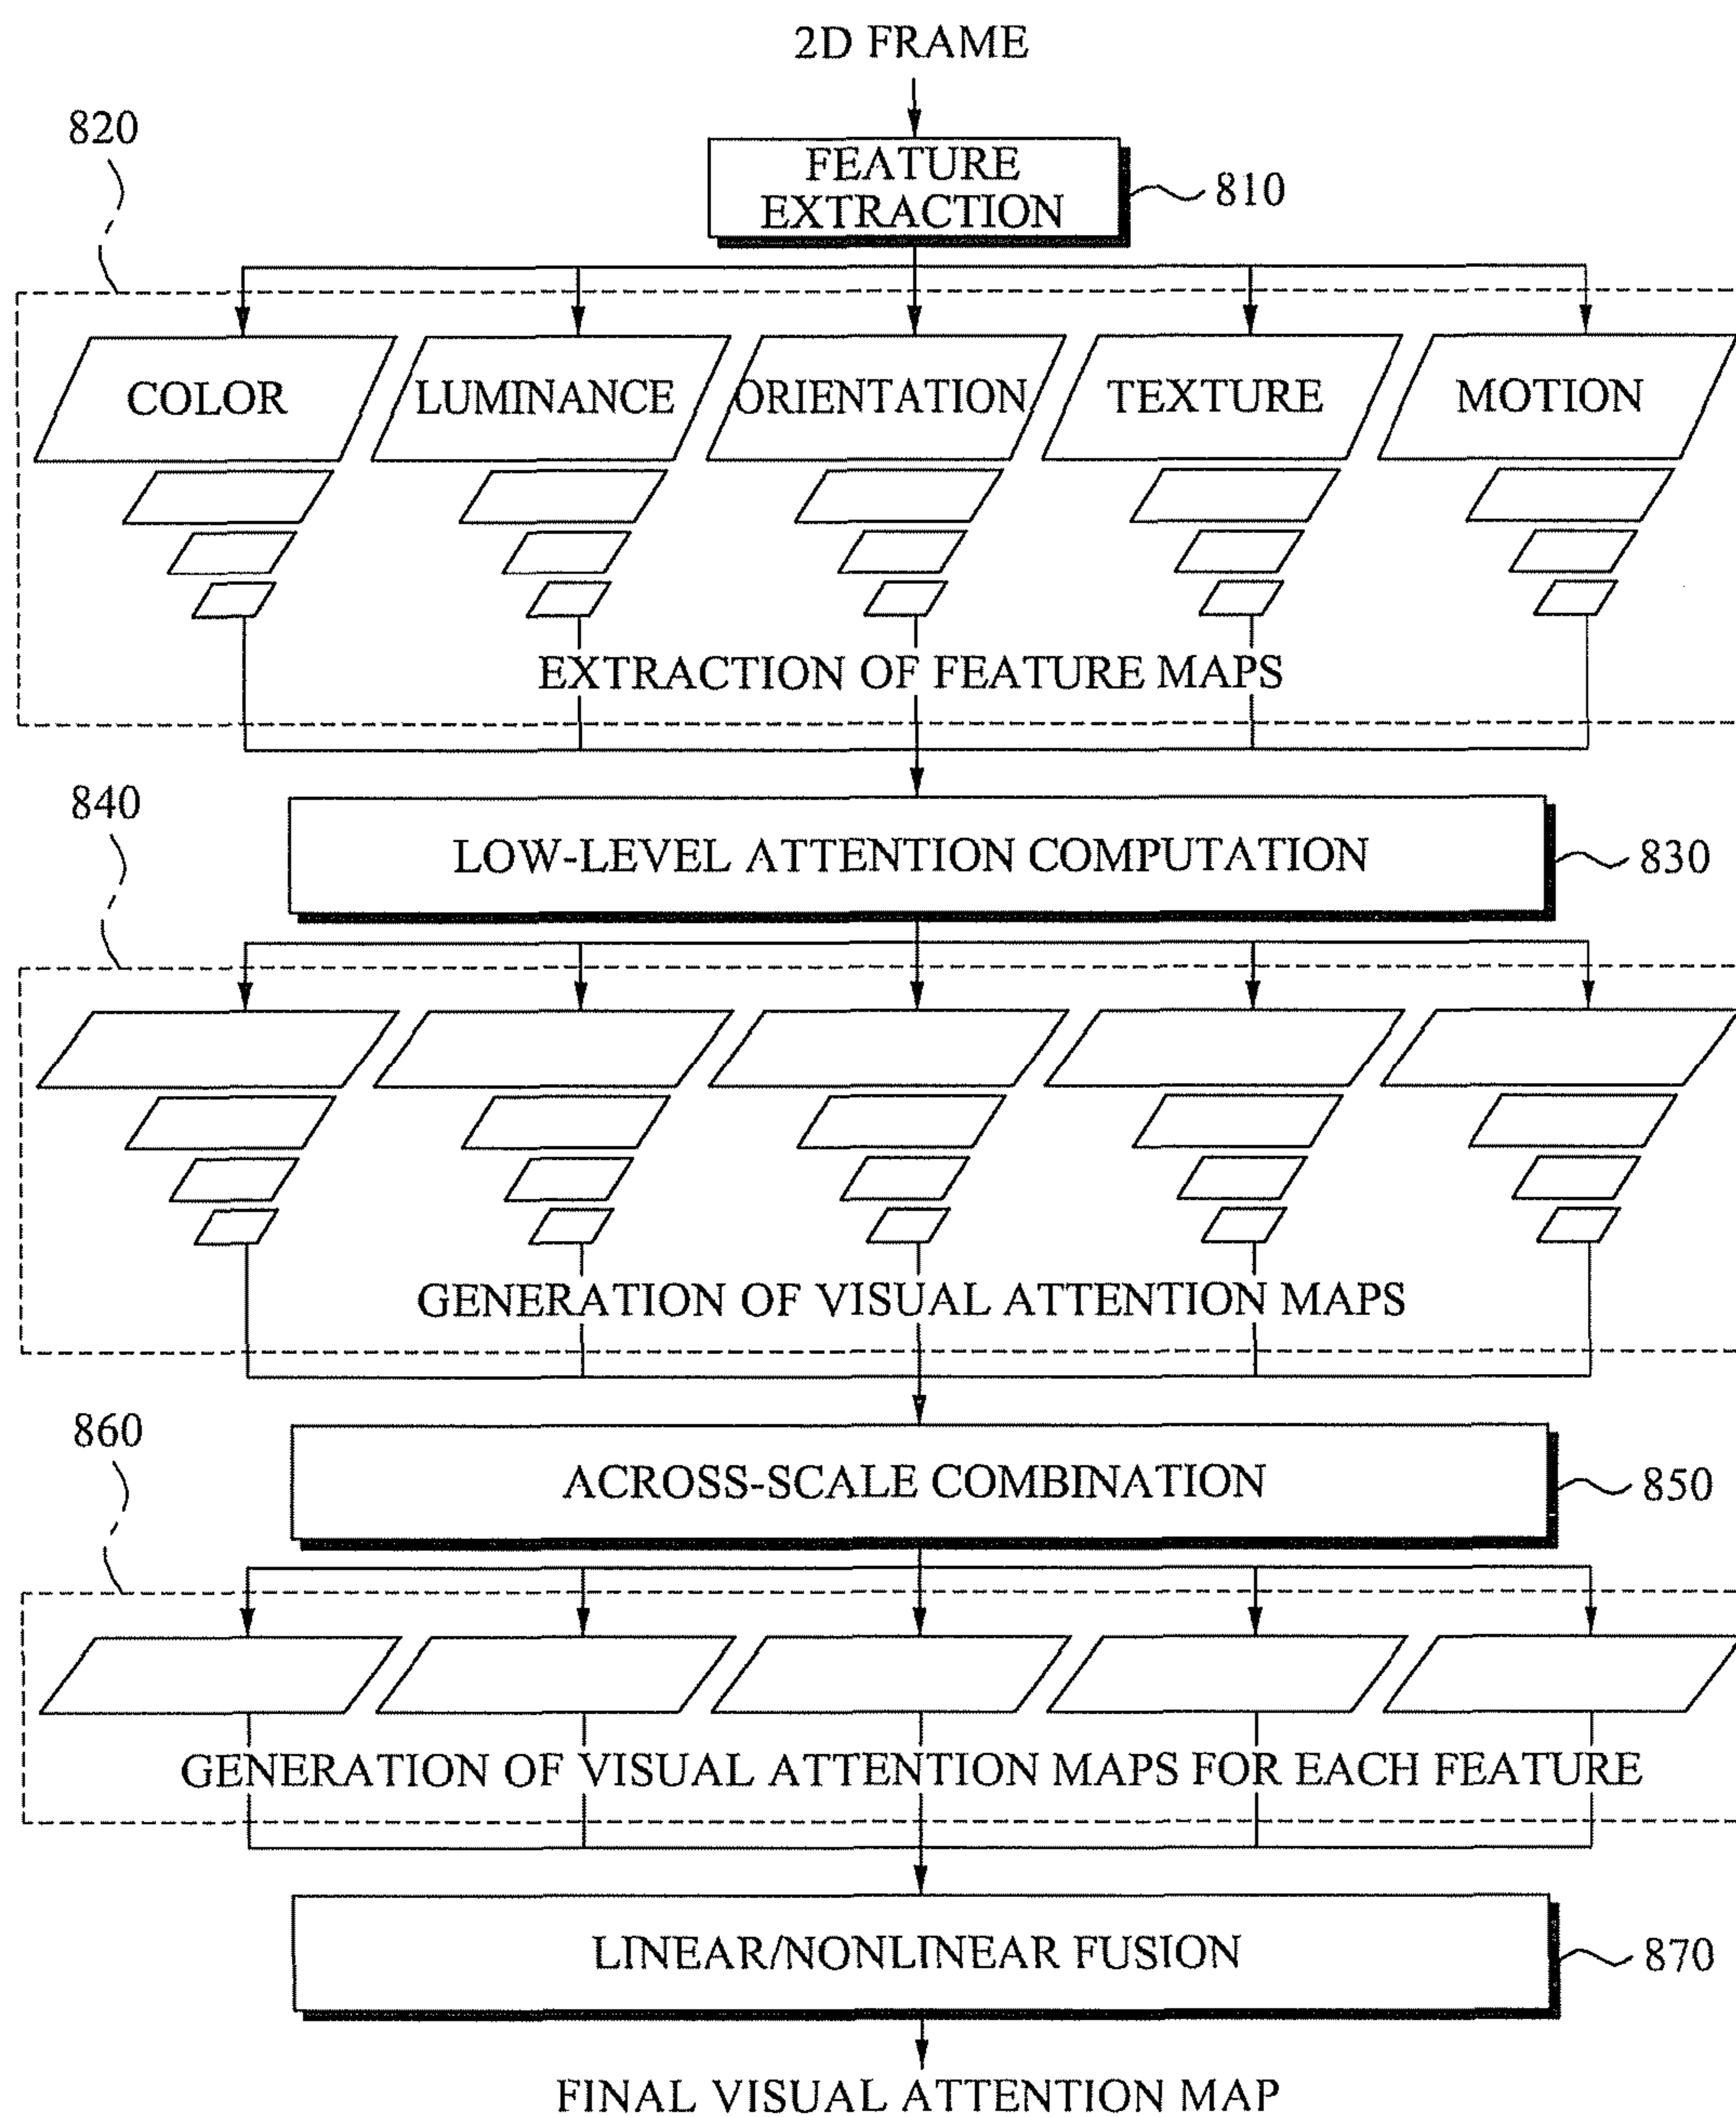 2D FRAME
820
FEATURE
EXTRACTION
810
COLOR
LUMINANCE
ORIENTATION
TEXTURE
MOTION
EXTRACTION OF FEATURE MAPS
840
LOW-LEVEL ATTENTION COMPUTATION
830
GENERATION OF VISUAL ATTENTION MAPS
860
ACROSS-SCALE COMBINATION
850
GENERATION OF VISUAL ATTENTION MAPS FOR EACH FEATURE
LINEAR/NONLINEAR FUSION
870
FINAL VISUAL ATTENTION MAP